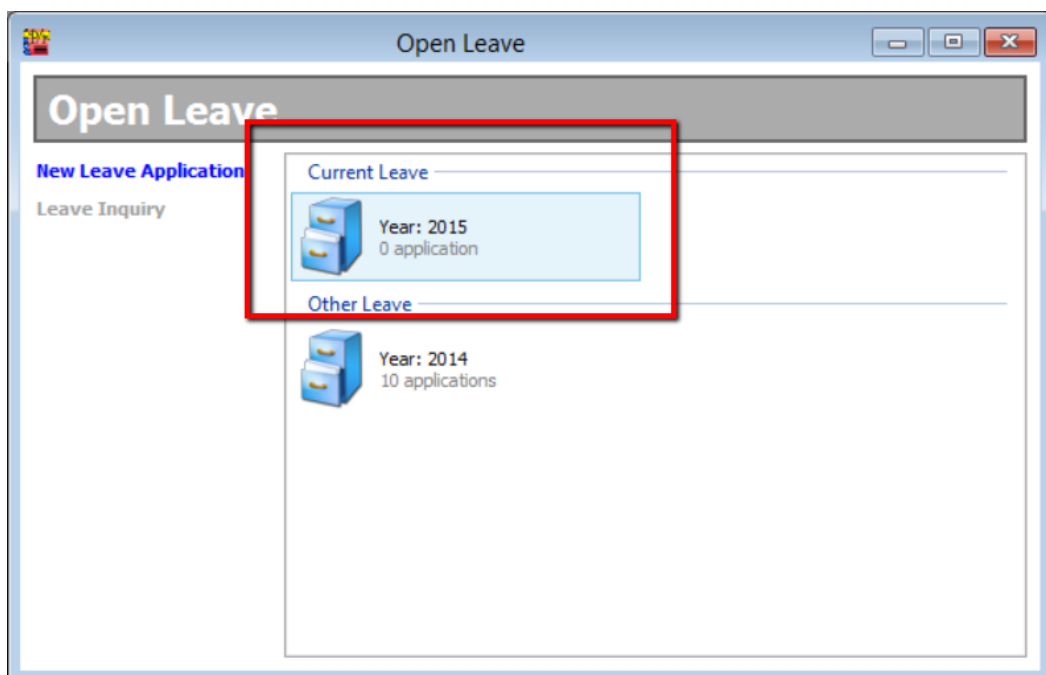 Open Leave
Open Leave
New Leave Application
Leave Inquiry
Current Leave
Year: 2015
0 application
Other Leave
Year: 2014
10 applications